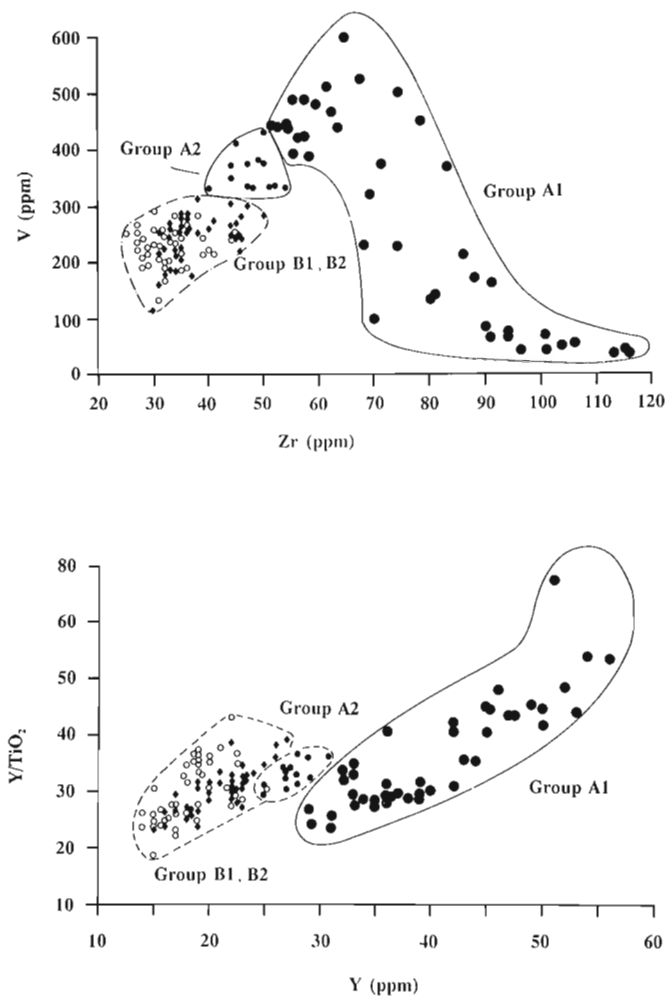 600
500
Group A2
400
V (ppm)
Group A1
300
200
Group B1, B2
100
0
20 30 40 50 60 70 80 90 100 110 120
Zr (ppm)
80
70
60
50
Group A2
Y/TiO2
40
30
Group A1
20
Group B1, B2
10
10 20 30 40 50 60
Y (ppm)